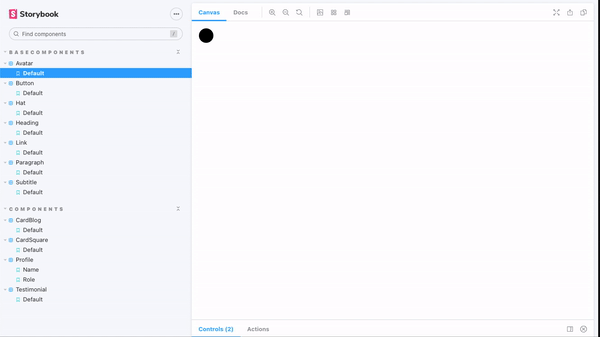 Storybook
Find components
/
BASECOMPONENTS
Avatar
Default
Button
Default
Hat
Default
Heading
Default
Link
Default
Paragraph
Default
Subtitle
Default
COMPONENTS
CardBlog
Default
CardSquare
Default
Profile
Name
Role
Testimonial
Default
Canvas
Docs
Controls (2)
Actions